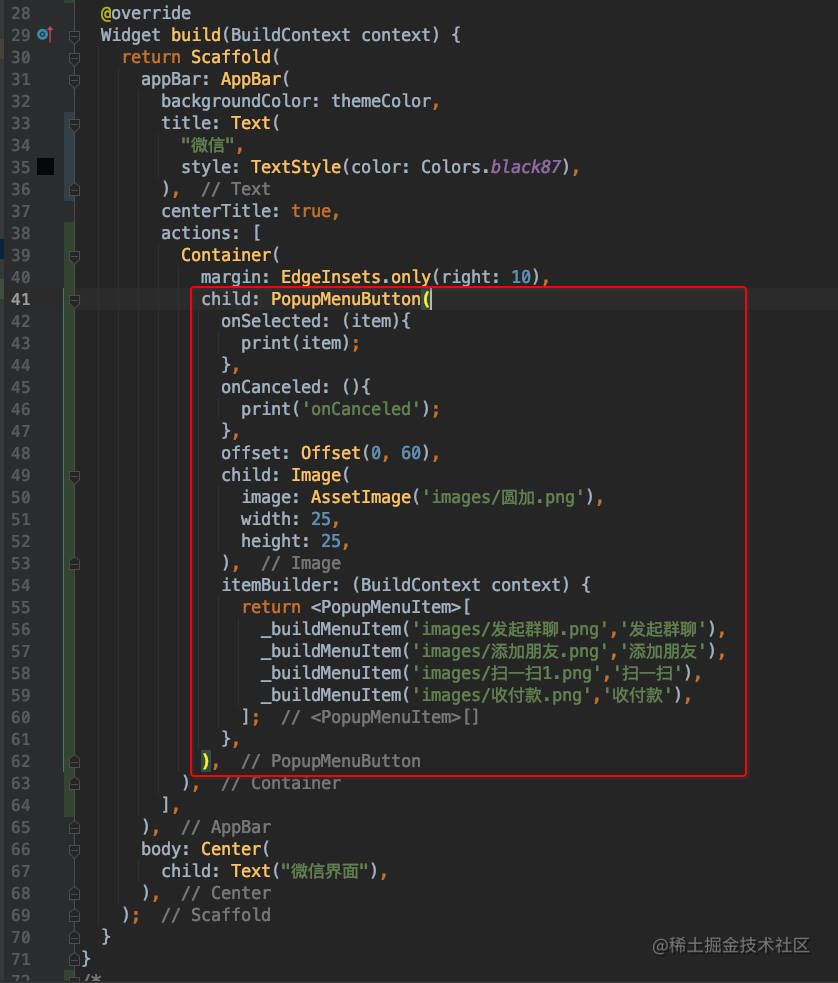 28 @override
29 Widget build(BuildContext context) {
30 return Scaffold(
31 appBar: AppBar(
32 backgroundColor: themeColor,
33 title: Text(
34 "微信",
35 style: TextStyle(color: Colors.black87),
36 ), // Text
37 centerTitle: true,
38 actions: [
39 Container(
40 margin: EdgeInsets.only(right: 10),
41 child: PopupMenuButton(
42 onSelected: (item){
43 print(item);
44 },
45 onCanceled: (){
46 print('onCanceled');
47 },
48 offset: Offset(0, 60),
49 child: Image(
50 image: AssetImage('images/圆加.png'),
51 width: 25,
52 height: 25,
53 ), // Image
54 itemBuilder: (BuildContext context) {
55 return <PopupMenuItem>[
56 _buildMenuItem('images/发起群聊.png','发起群聊'),
57 _buildMenuItem('images/添加朋友.png','添加朋友'),
58 _buildMenuItem('images/扫一扫1.png','扫一扫'),
59 _buildMenuItem('images/收付款.png','收付款'),
60 ]; // <PopupMenuItem>[]
61 },
62 ), // PopupMenuButton
63 ), // Container
64 ],
65 ), // AppBar
66 body: Center(
67 child: Text("微信界面"),
68 ), // Center
69 ); // Scaffold
70 }
71 }
72 /*
@稀土掘金技术社区